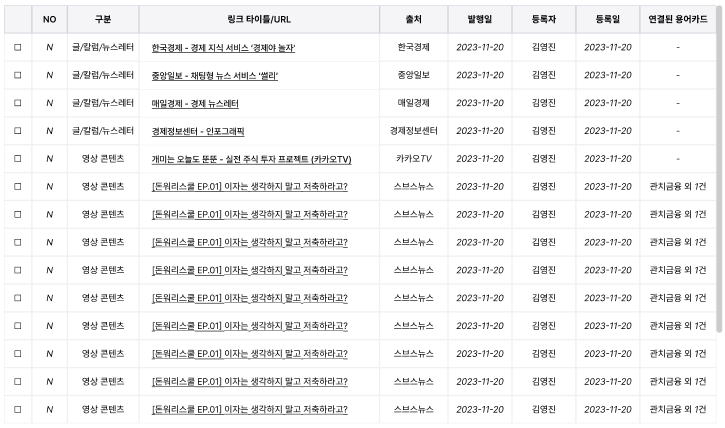 NO 구분 링크 타이틀/URL 출처 발행일 등록자 등록일 연결된 용어카드
N 글/칼럼/뉴스레터 한국경제 - 경제 지식 서비스 '경제야 놀자' 한국경제 2023-11-20 김영진 2023-11-20 -
N 글/칼럼/뉴스레터 중앙일보 - 채팅형 뉴스 서비스 '썰리' 중앙일보 2023-11-20 김영진 2023-11-20 -
N 글/칼럼/뉴스레터 매일경제 - 경제 뉴스레터 매일경제 2023-11-20 김영진 2023-11-20 -
N 글/칼럼/뉴스레터 경제정보센터 - 인포그래픽 경제정보센터 2023-11-20 김영진 2023-11-20 -
N 영상 콘텐츠 개미는 오늘도 뚠뚠 - 실전 주식 투자 프로젝트 (카카오TV) 카카오TV 2023-11-20 김영진 2023-11-20 -
N 영상 콘텐츠 [돈워리스쿨 EP.01] 이자는 생각하지 말고 저축하라고? 스브스뉴스 2023-11-20 김영진 2023-11-20 관치금융 외 1건
N 영상 콘텐츠 [돈워리스쿨 EP.01] 이자는 생각하지 말고 저축하라고? 스브스뉴스 2023-11-20 김영진 2023-11-20 관치금융 외 1건
N 영상 콘텐츠 [돈워리스쿨 EP.01] 이자는 생각하지 말고 저축하라고? 스브스뉴스 2023-11-20 김영진 2023-11-20 관치금융 외 1건
N 영상 콘텐츠 [돈워리스쿨 EP.01] 이자는 생각하지 말고 저축하라고? 스브스뉴스 2023-11-20 김영진 2023-11-20 관치금융 외 1건
N 영상 콘텐츠 [돈워리스쿨 EP.01] 이자는 생각하지 말고 저축하라고? 스브스뉴스 2023-11-20 김영진 2023-11-20 관치금융 외 1건
N 영상 콘텐츠 [돈워리스쿨 EP.01] 이자는 생각하지 말고 저축하라고? 스브스뉴스 2023-11-20 김영진 2023-11-20 관치금융 외 1건
N 영상 콘텐츠 [돈워리스쿨 EP.01] 이자는 생각하지 말고 저축하라고? 스브스뉴스 2023-11-20 김영진 2023-11-20 관치금융 외 1건
N 영상 콘텐츠 [돈워리스쿨 EP.01] 이자는 생각하지 말고 저축하라고? 스브스뉴스 2023-11-20 김영진 2023-11-20 관치금융 외 1건
N 영상 콘텐츠 [돈워리스쿨 EP.01] 이자는 생각하지 말고 저축하라고? 스브스뉴스 2023-11-20 김영진 2023-11-20 관치금융 외 1건